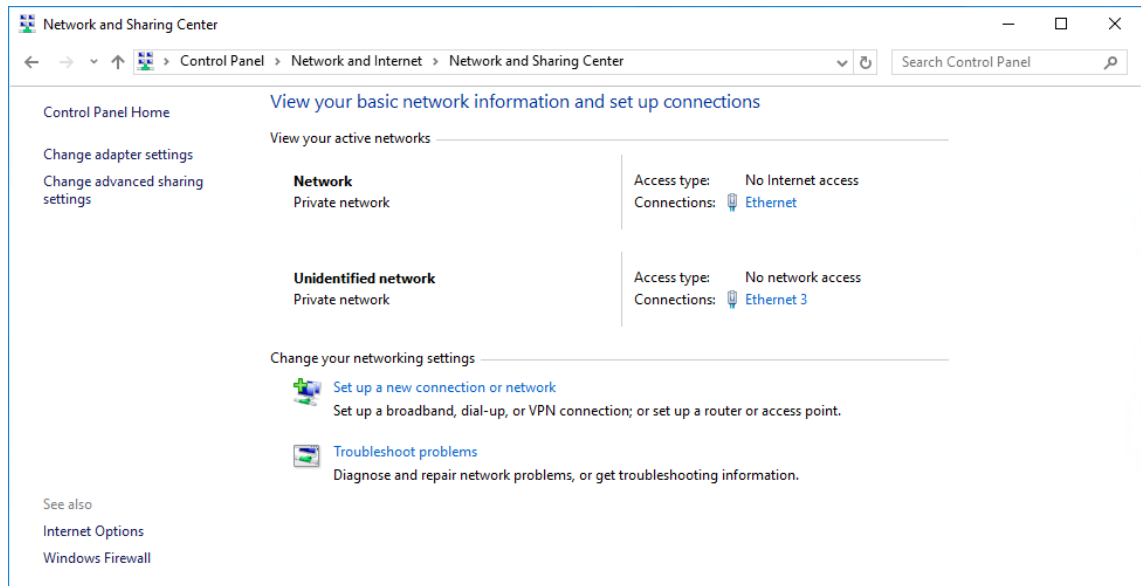 Network and Sharing Center
Control Panel > Network and Internet > Network and Sharing Center
Search Control Panel
Control Panel Home
Change adapter settings
Change advanced sharing
settings
View your basic network information and set up connections
View your active networks
Network
Private network
Access type: No Internet access
Connections: Ethernet
Unidentified network
Private network
Access type: No network access
Connections: Ethernet 3
Change your networking settings
Set up a new connection or network
Set up a broadband, dial-up, or VPN connection; or set up a router or access point.
Troubleshoot problems
Diagnose and repair network problems, or get troubleshooting information.
See also
Internet Options
Windows Firewall